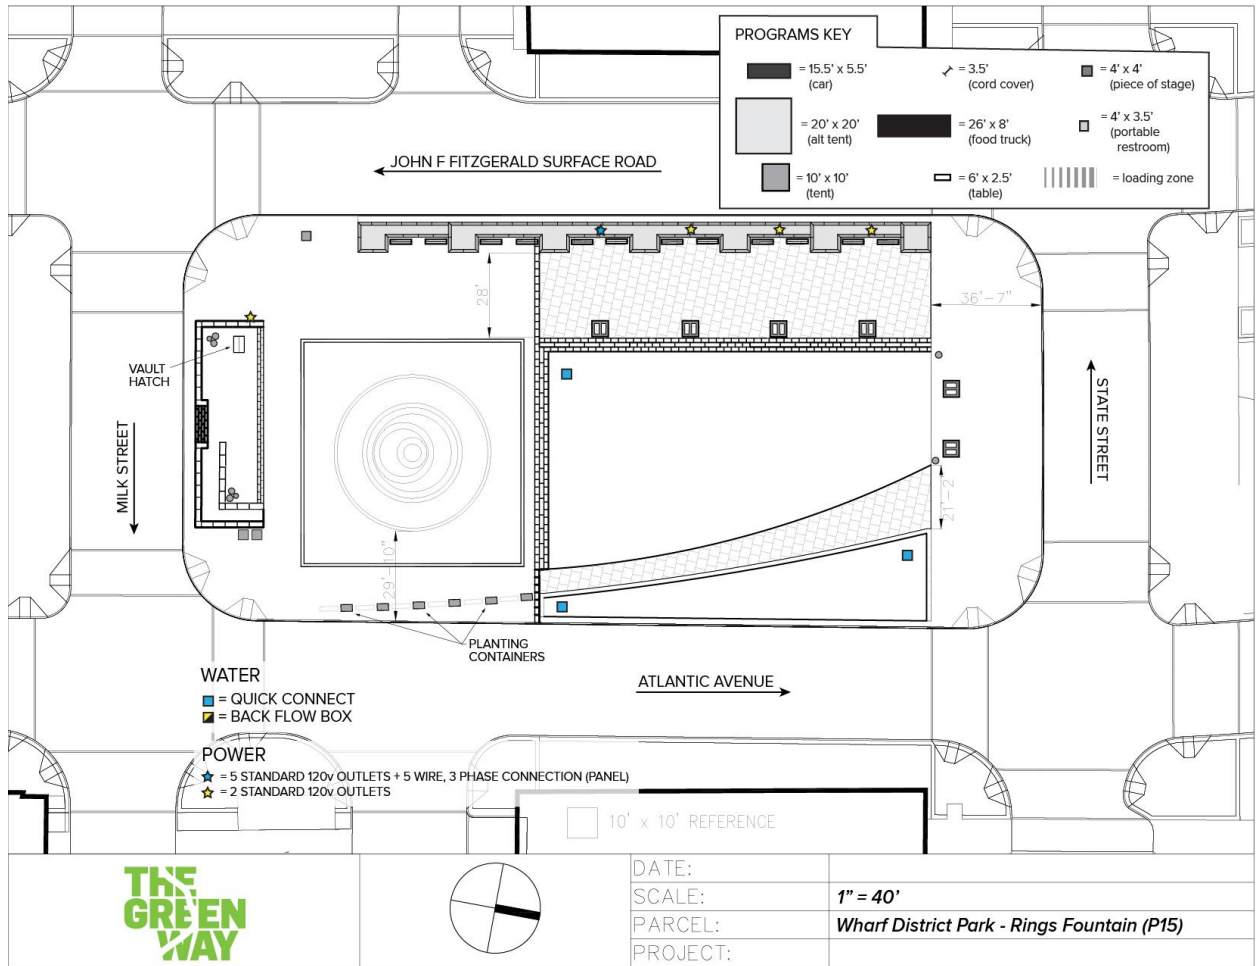 PROGRAMS KEY
= 15.5' x 5.5'
(car)
= 3.5'
(cord cover)
= 4' x 4'
(piece of stage)
= 20' x 20'
(alt tent)
= 26' x 8'
(food truck)
= 4' x 3.5'
(portable
restroom)
= 10' x 10'
(tent)
= 6' x 2.5'
(table)
= loading zone
JOHN F FITZGERALD SURFACE ROAD
28'
36'-7"
VAULT
HATCH
MILK STREET
STATE STREET
21'-2"
29'-10"
PLANTING
CONTAINERS
WATER
= QUICK CONNECT
= BACK FLOW BOX
ATLANTIC AVENUE
POWER
= 5 STANDARD 120v OUTLETS + 5 WIRE, 3 PHASE CONNECTION (PANEL)
= 2 STANDARD 120v OUTLETS
10' x 10' REFERENCE
THE
GREEN
WAY
DATE:
SCALE: 1" = 40'
PARCEL: Wharf District Park - Rings Fountain (P15)
PROJECT: